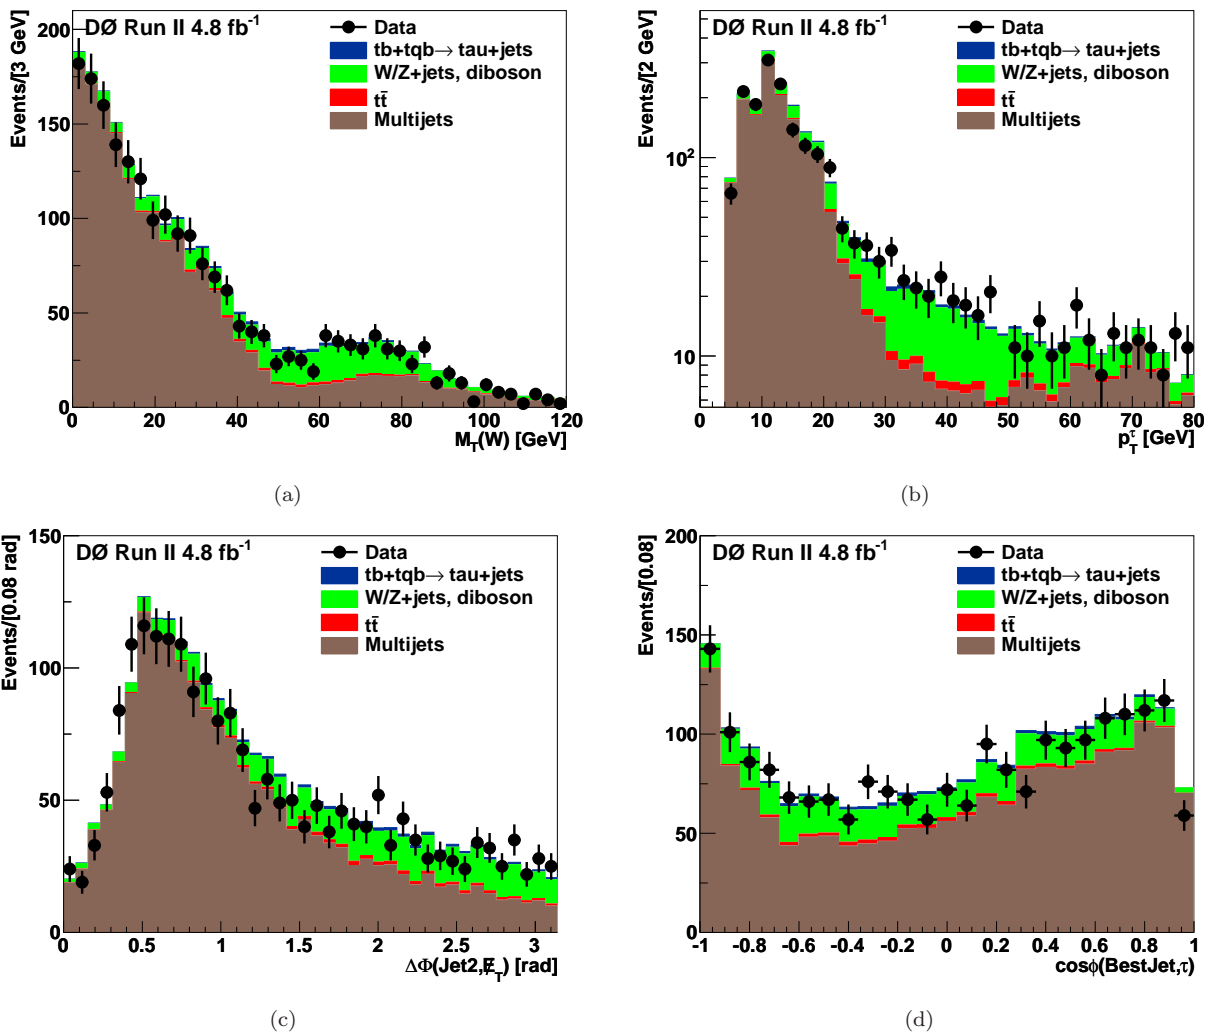 DØ Run II 4.8 fb⁻¹
Data
tb+tqb→ tau+jets
W/Z+jets, diboson
tt̄
Multijets
Events/[3 GeV]
200
150
100
50
0
0 20 40 60 80 100 120
M_T(W) [GeV]
(a)
DØ Run II 4.8 fb⁻¹
Data
tb+tqb→ tau+jets
W/Z+jets, diboson
tt̄
Multijets
Events/[2 GeV]
10²
10
0 10 20 30 40 50 60 70 80
p_T^τ [GeV]
(b)
DØ Run II 4.8 fb⁻¹
Data
tb+tqb→ tau+jets
W/Z+jets, diboson
tt̄
Multijets
Events/[0.08 rad]
150
100
50
0
0 0.5 1 1.5 2 2.5 3
ΔΦ(Jet2,E̸_T) [rad]
(c)
DØ Run II 4.8 fb⁻¹
Data
tb+tqb→ tau+jets
W/Z+jets, diboson
tt̄
Multijets
Events/[0.08]
200
150
100
50
0
-1 -0.8 -0.6 -0.4 -0.2 0 0.2 0.4 0.6 0.8 1
cosϕ(BestJet,τ)
(d)